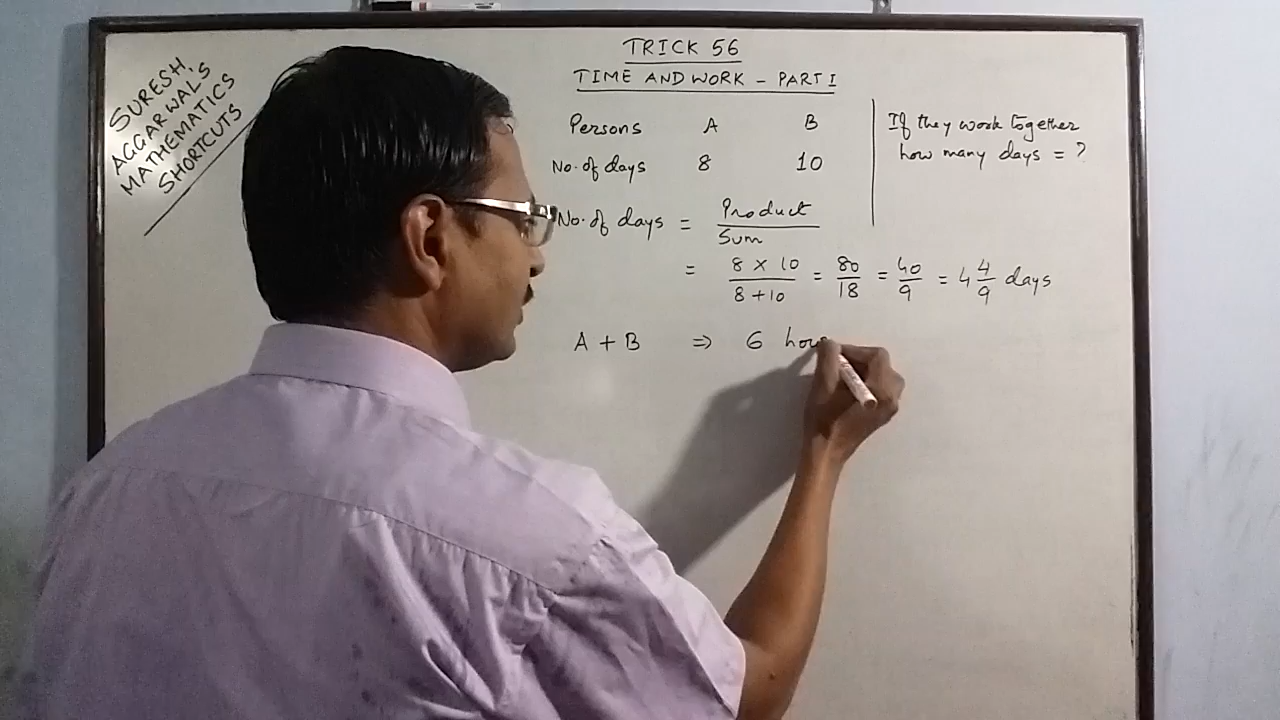 SURESH
AGGARWAL'S
MATHEMATICS
SHORTCUTS
TRICK 56
TIME AND WORK - PART I
Persons A B
No. of days 8 10
If they work together
how many days = ?
No. of days = Product / Sum
= 8 × 10 / 8 + 10 = 80 / 18 = 40 / 9 = 4 4/9 days
A + B ⇒ 6 hou